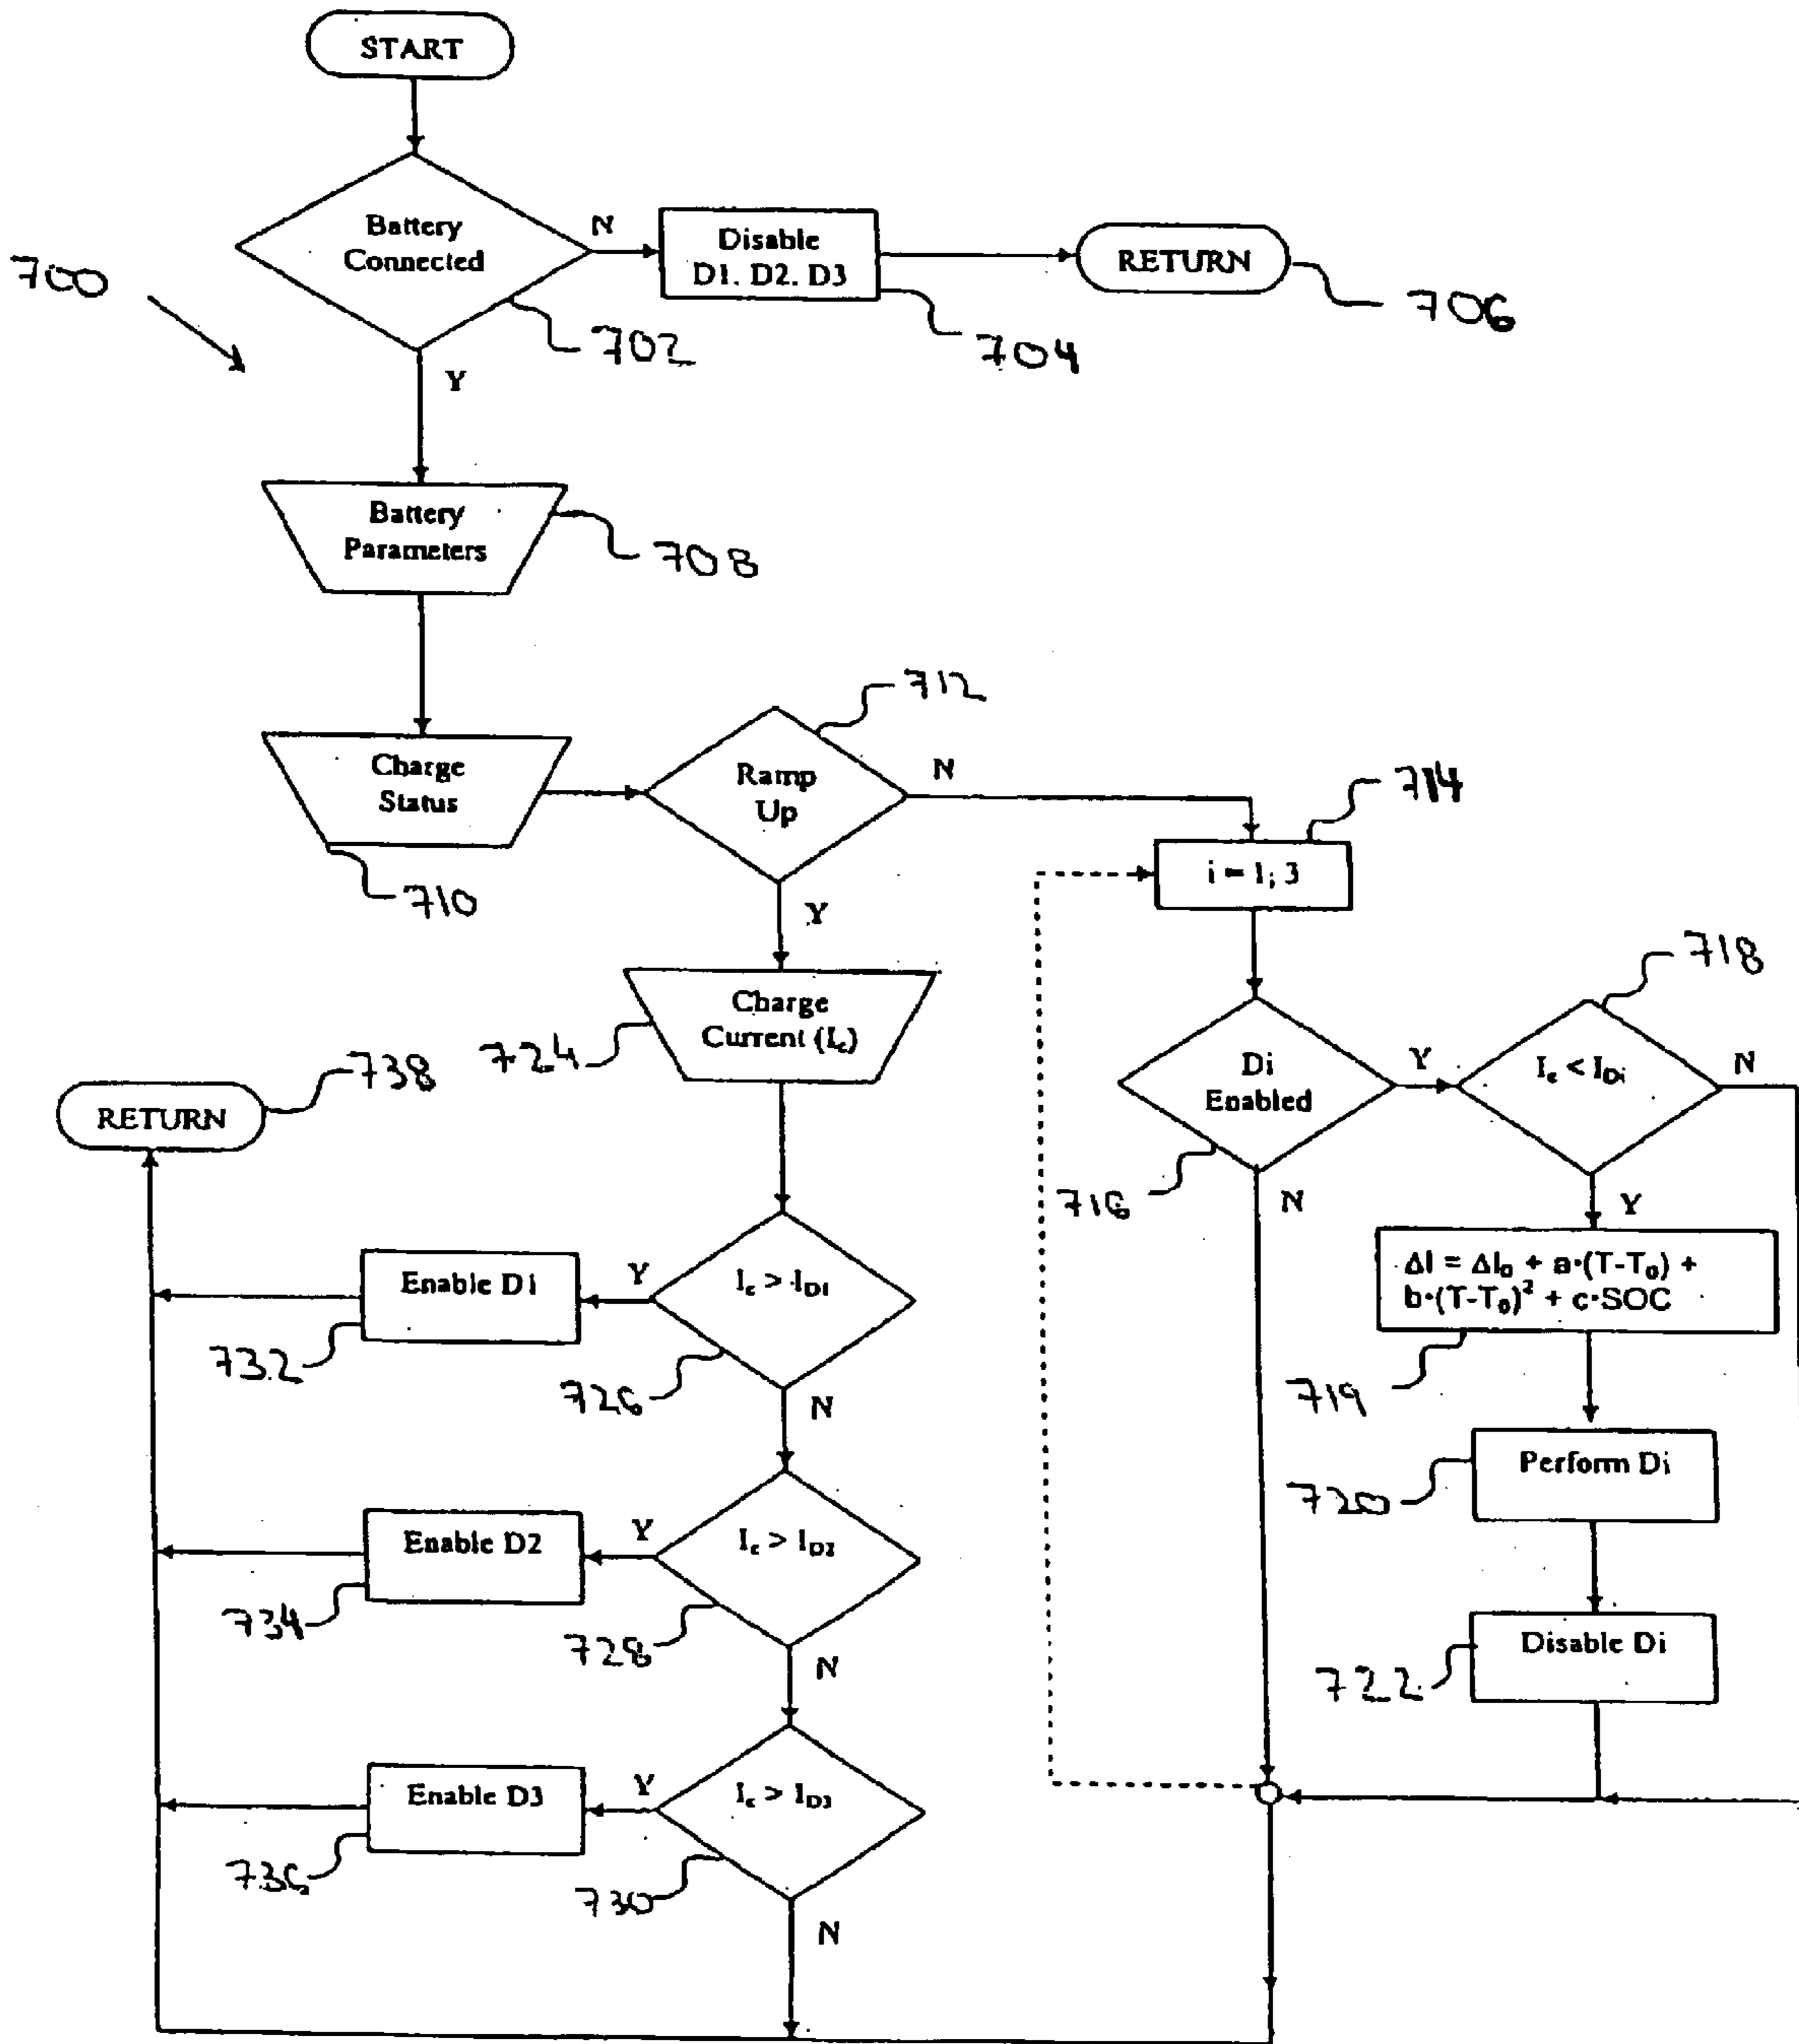 START
Battery
Connected
N
Disable
D1. D2. D3
RETURN
700
702
704
706
Y
Battery
Parameters
708
712
Charge
Status
Ramp
Up
N
714
710
i = 1; 3
Y
718
Charge
Current (Ic)
724
738
RETURN
Di
Enabled
Y
Ic < IDi
N
716
N
Y
Enable D1
Y
Ic > ID1
ΔI = ΔI0 + a·(T-T0) +
b·(T-T0)² + c·SOC
732
726
N
719
Perform Di
720
Enable D2
Y
Ic > ID2
734
728
N
Disable Di
722
Enable D3
Y
Ic > ID3
736
730
N